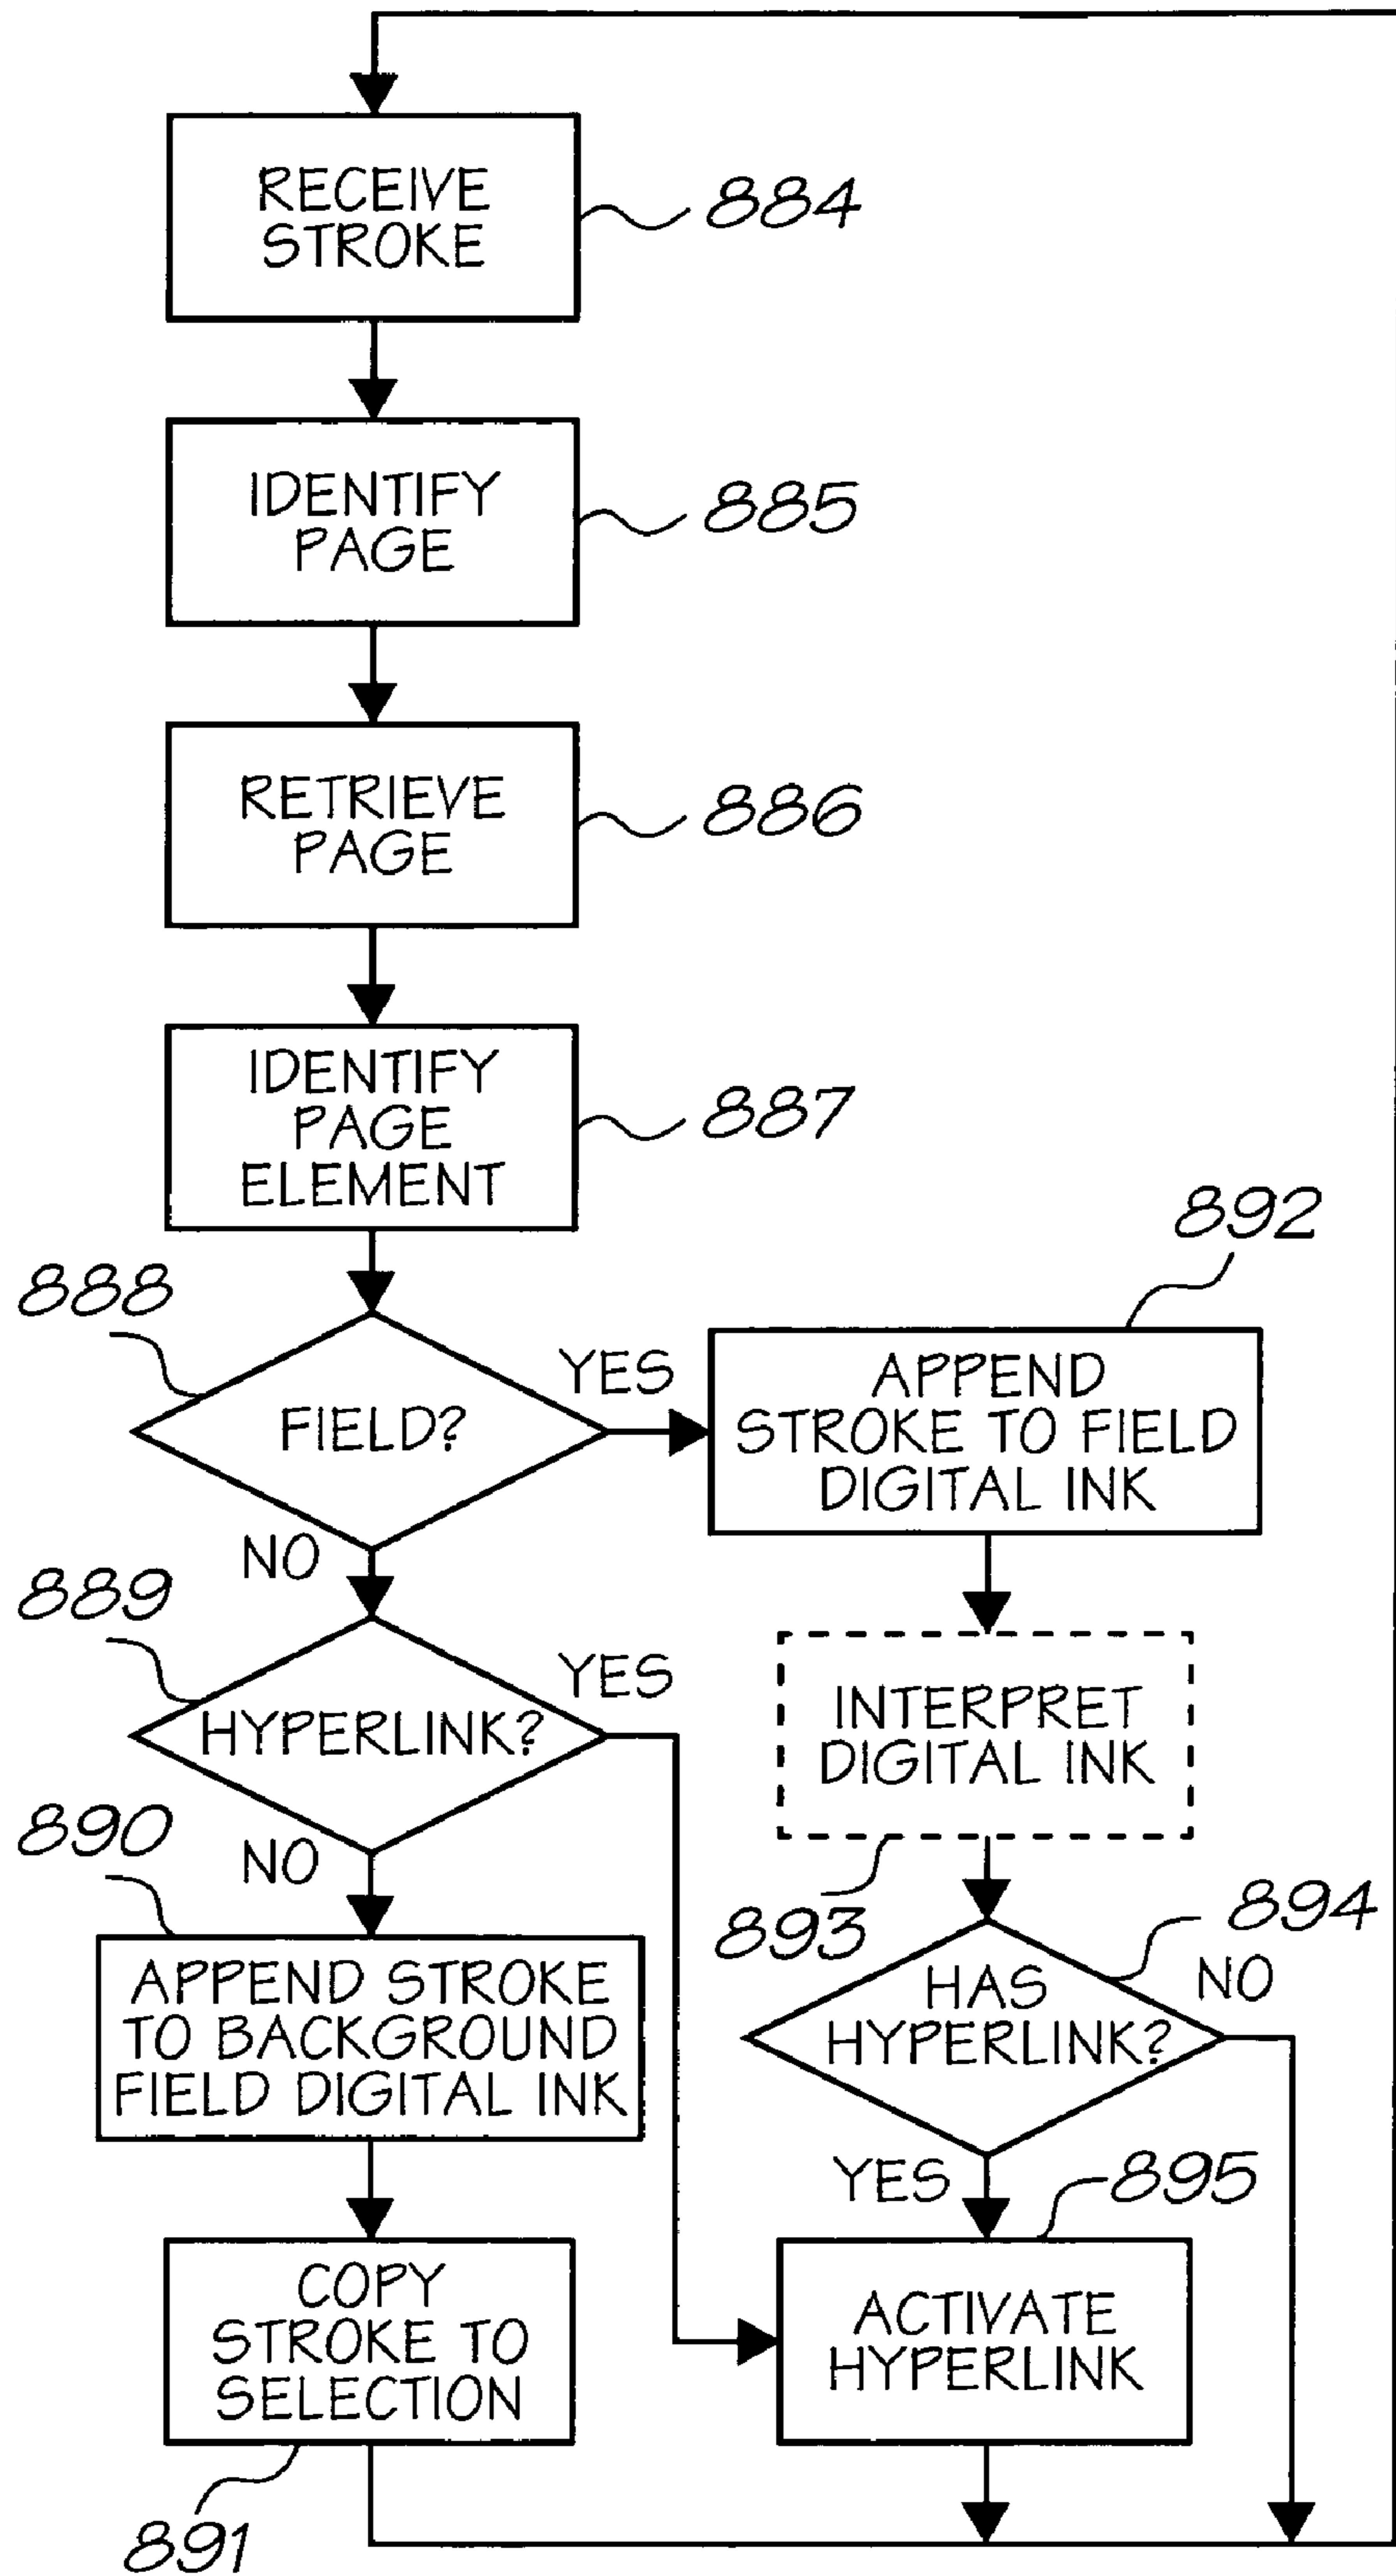 RECEIVE
STROKE
884
IDENTIFY
PAGE
885
RETRIEVE
PAGE
886
IDENTIFY
PAGE
ELEMENT
887
888
FIELD?
YES
NO
892
APPEND
STROKE TO FIELD
DIGITAL INK
889
HYPERLINK?
YES
NO
INTERPRET
DIGITAL INK
893
890
APPEND STROKE
TO BACKGROUND
FIELD DIGITAL INK
894
HAS
HYPERLINK?
NO
YES
COPY
STROKE TO
SELECTION
891
895
ACTIVATE
HYPERLINK